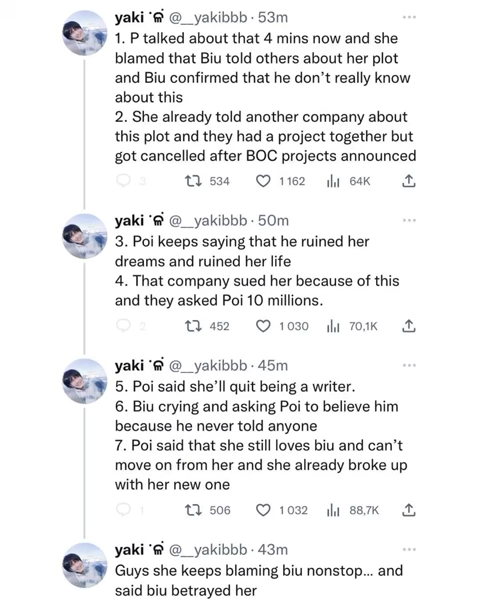 yaki ՙ ᾗ @__yakibbb · 53m
1. P talked about that 4 mins now and she
blamed that Biu told others about her plot
and Biu confirmed that he don't really know
about this
2. She already told another company about
this plot and they had a project together but
got cancelled after BOC projects announced
3 534 1 162 64K
yaki @__yakibbb · 50m
3. Poi keeps saying that he ruined her
dreams and ruined her life
4. That company sued her because of this
and they asked Poi 10 millions.
2 452 1 030 70,1K
yaki @__yakibbb · 45m
5. Poi said she'll quit being a writer.
6. Biu crying and asking Poi to believe him
because he never told anyone
7. Poi said that she still loves biu and can't
move on from her and she already broke up
with her new one
1 506 1 032 88,7K
yaki @__yakibbb · 43m
Guys she keeps blaming biu nonstop... and
said biu betrayed her